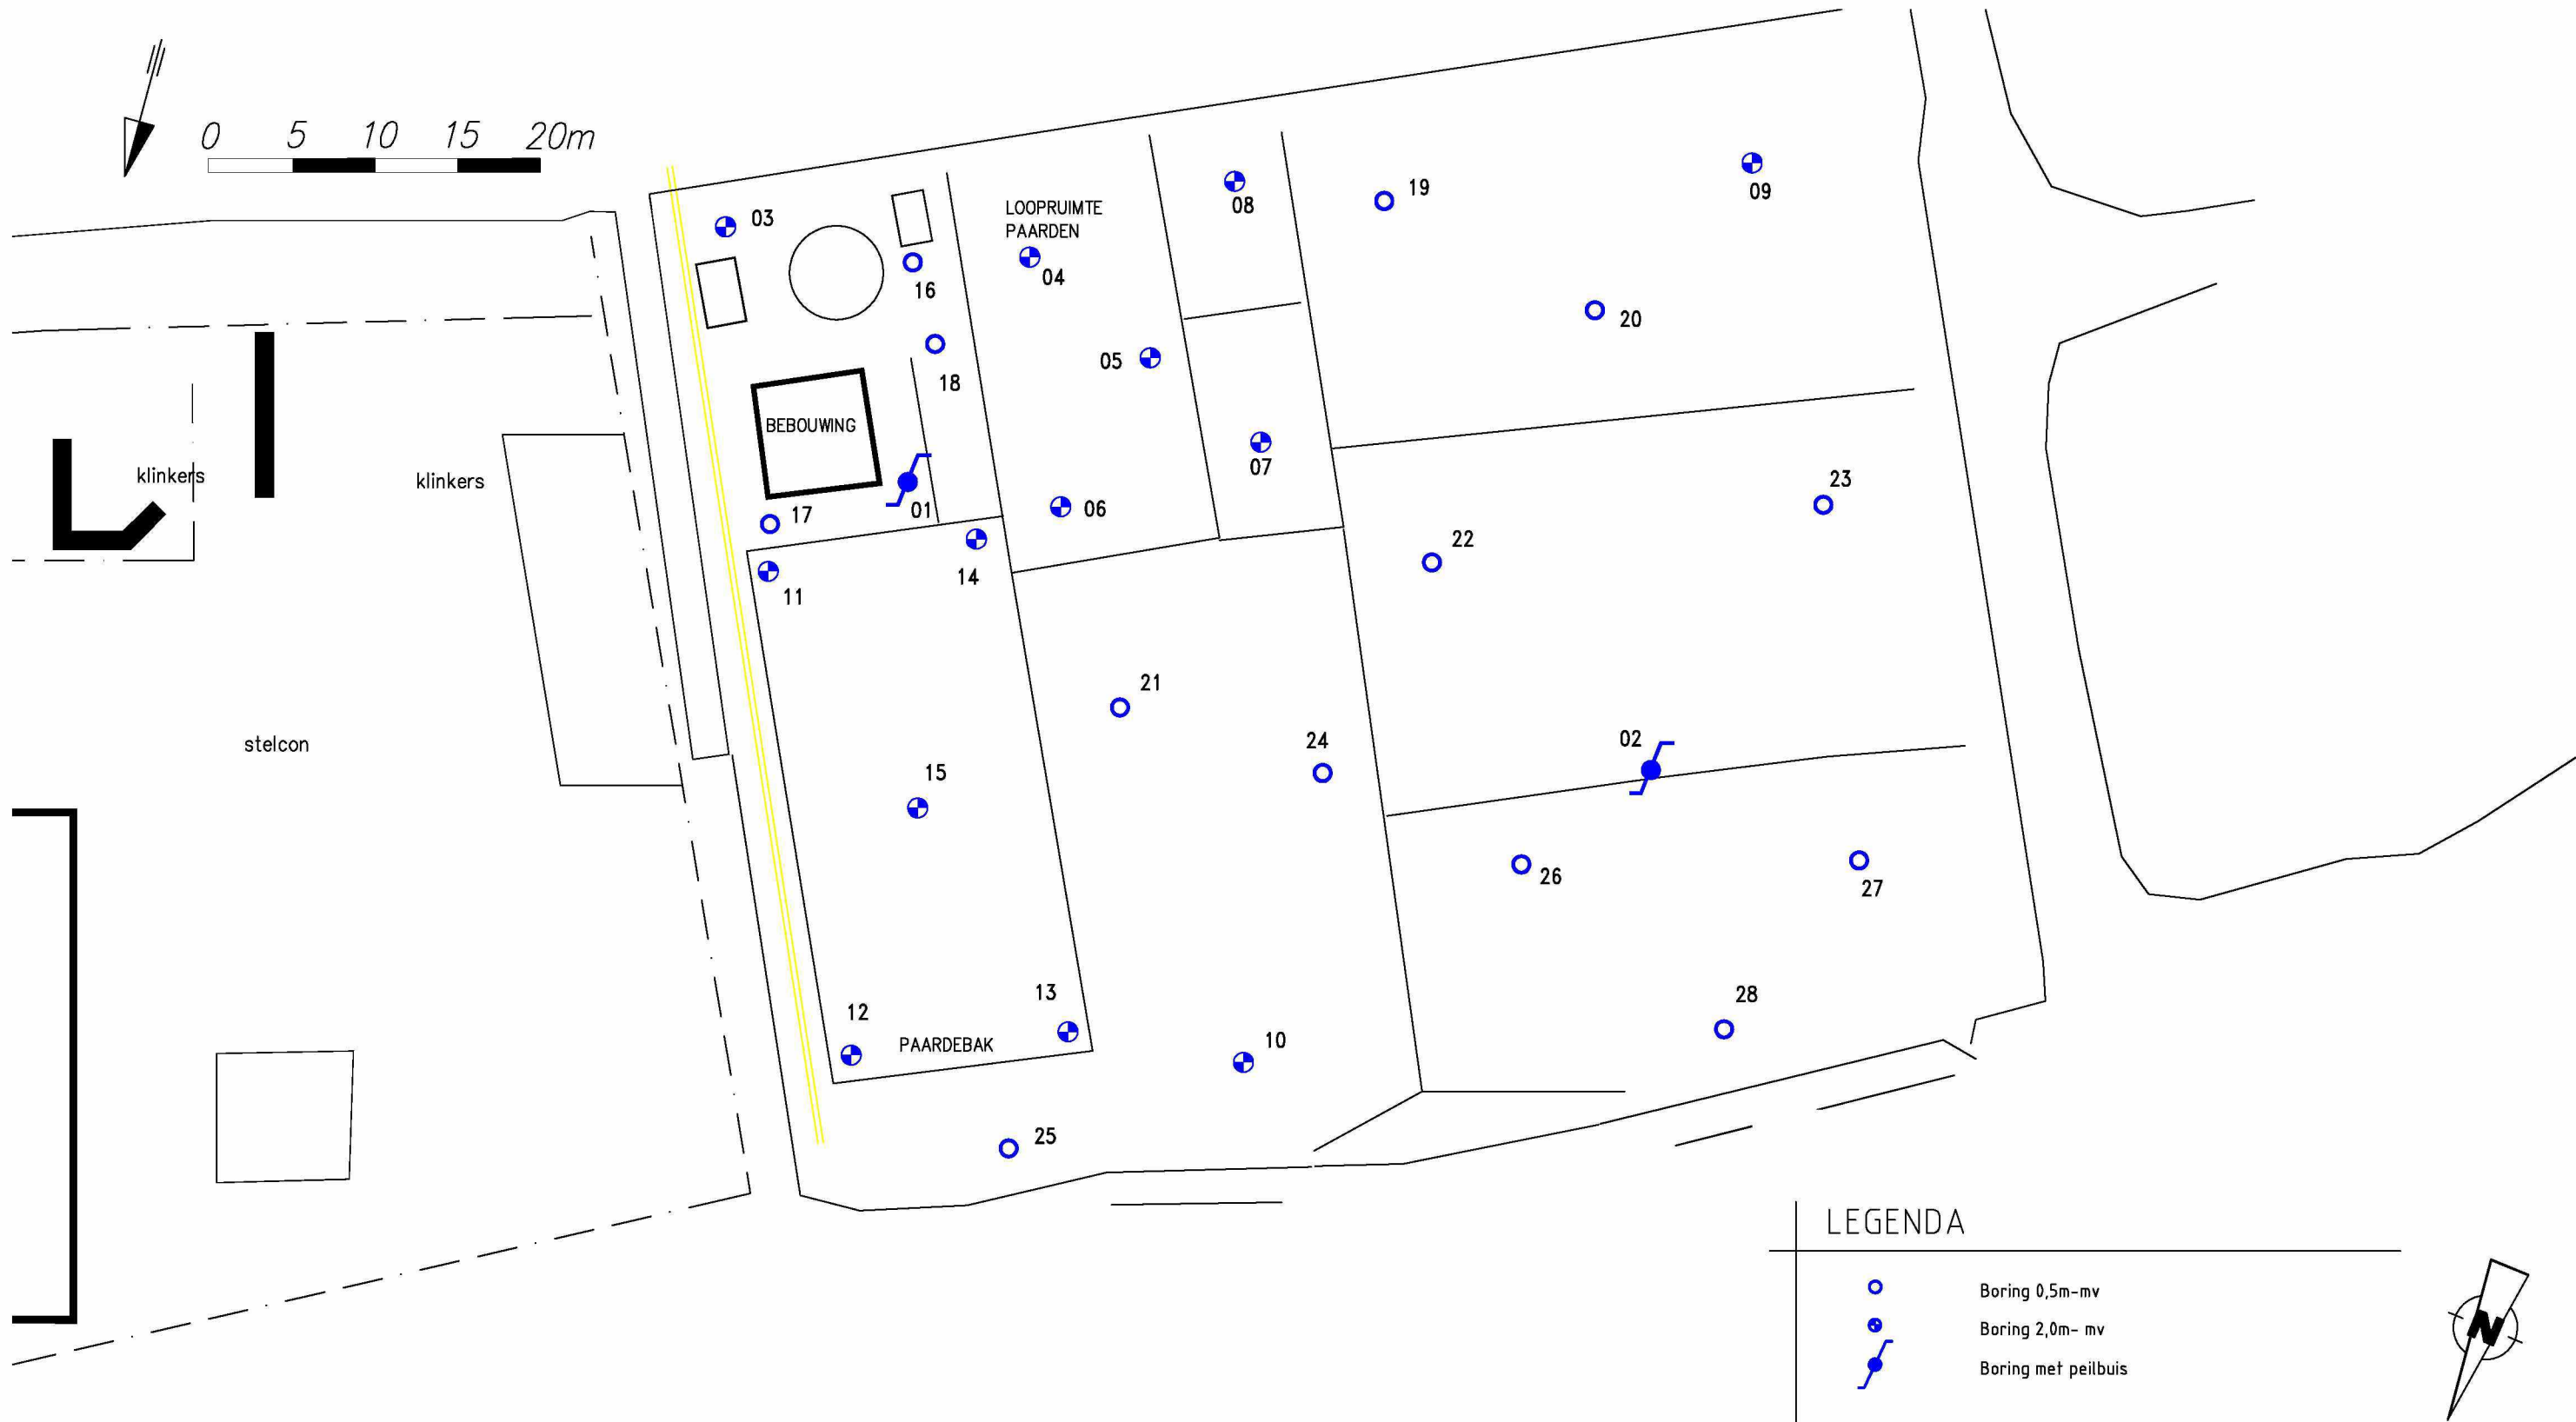 0 5 10 15 20m
03
16
LOOPRUIMTE
PAARDEN
04
08
19
09
20
18
05
BEBOUWING
07
klinkers
klinkers
01
17
06
23
22
11
14
21
24
02
stelcon
15
26
27
12
13
PAARDEBAK
10
28
25
LEGENDA
Boring 0,5m-mv
Boring 2,0m- mv
Boring met peilbuis
N